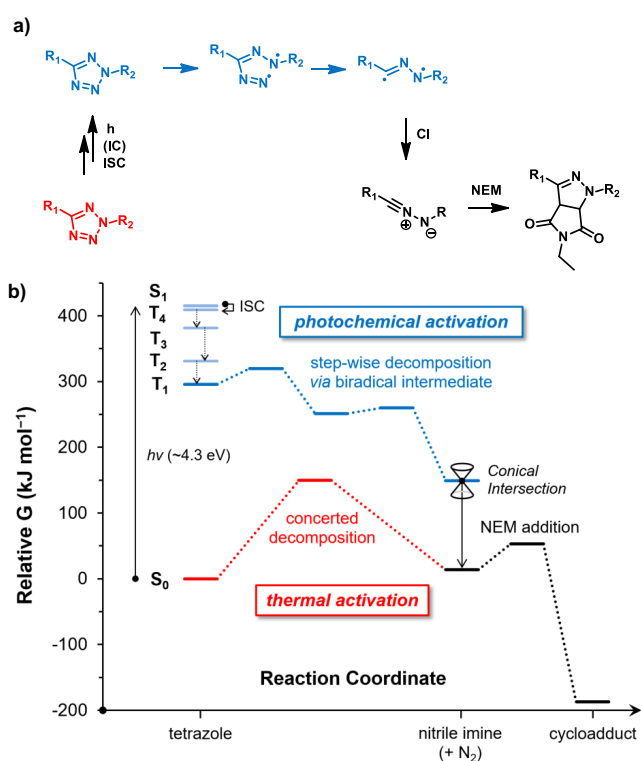 a)
R1 N N R2 N N
R1 N N R2 N N
R1 N N R2
h
(IC)
ISC
CI
R1 N N R2 N N
R1 N N R
⊕ ⊖
NEM
R1 N N R2
O N O
b)
Relative G (kJ mol⁻¹)
400
300
200
100
0
-100
-200
S1
T4
T3
T2
T1
S0
ISC
hv (~4.3 eV)
photochemical activation
step-wise decomposition
via biradical intermediate
Conical
Intersection
concerted
decomposition
NEM addition
thermal activation
Reaction Coordinate
tetrazole
nitrile imine
(+ N2)
cycloadduct